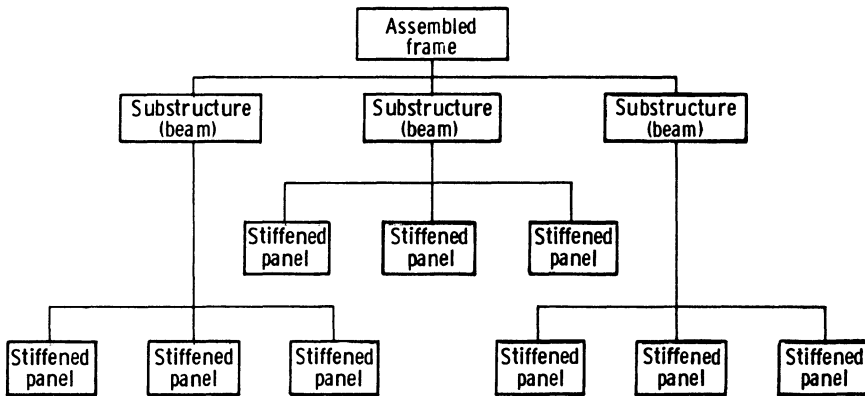 Assembled
frame
Substructure
(beam)
Substructure
(beam)
Substructure
(beam)
Stiffened
panel
Stiffened
panel
Stiffened
panel
Stiffened
panel
Stiffened
panel
Stiffened
panel
Stiffened
panel
Stiffened
panel
Stiffened
panel